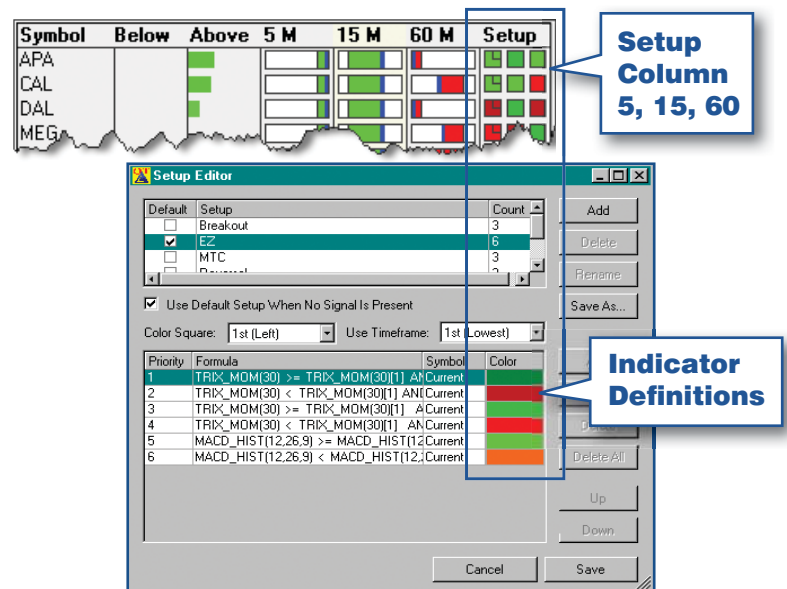 Symbol Below Above 5 M 15 M 60 M Setup
APA
CAL
DAL
MEG
Setup
Column
5, 15, 60
Setup Editor
Default Setup Count
Breakout 3
EZ 6
MTC 3
Add
Delete
Rename
Save As...
Use Default Setup When No Signal Is Present
Color Square: 1st (Left) Use Timeframe: 1st (Lowest)
Priority Formula Symbol Color
1 TRIX_MOM(30) >= TRIX_MOM(30)[1] AN Current
2 TRIX_MOM(30) < TRIX_MOM(30)[1] AND Current
3 TRIX_MOM(30) >= TRIX_MOM(30)[1] A Current
4 TRIX_MOM(30) < TRIX_MOM(30)[1] AN Current
5 MACD_HIST(12,26,9) >= MACD_HIST(12 Current
6 MACD_HIST(12,26,9) < MACD_HIST(12, Current
Indicator
Definitions
Delete All
Up
Down
Cancel Save